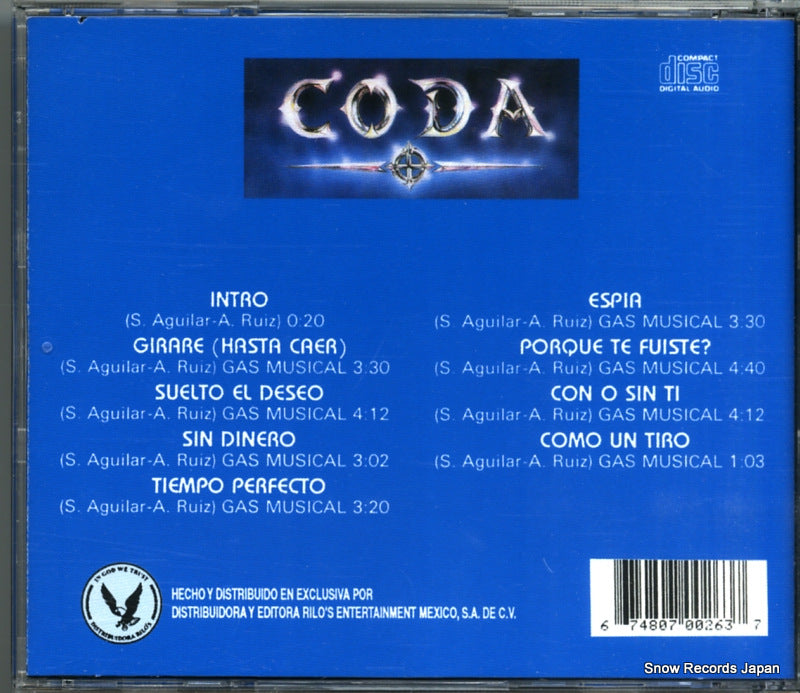 CODA
COMPACT
disc
DIGITAL AUDIO
INTRO
(S. Aguilar-A. Ruiz) 0:20
GIRARE (HASTA CAER)
(S. Aguilar-A. Ruiz) GAS MUSICAL 3:30
SUELTO EL DESEO
(S. Aguilar-A. Ruiz) GAS MUSICAL 4:12
SIN DINERO
(S. Aguilar-A. Ruiz) GAS MUSICAL 3:02
TIEMPO PERFECTO
(S. Aguilar-A. Ruiz) GAS MUSICAL 3:20
ESPIA
(S. Aguilar-A. Ruiz) GAS MUSICAL 3:30
PORQUE TE FUISTE?
(S. Aguilar-A. Ruiz) GAS MUSICAL 4:40
CON O SIN TI
(S. Aguilar-A. Ruiz) GAS MUSICAL 4:12
COMO UN TIRO
(S. Aguilar-A. Ruiz) GAS MUSICAL 1:03
IN GOD WE TRUST
DISTRIBUIDORA RILO'S
HECHO Y DISTRIBUIDO EN EXCLUSIVA POR
DISTRIBUIDORA Y EDITORA RILO'S ENTERTAINMENT MEXICO, S.A. DE C.V.
6 74807 00263 7
Snow Records Japan